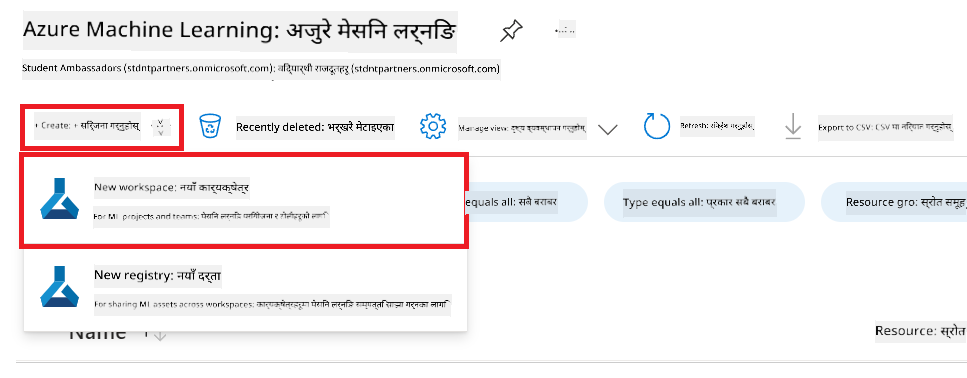 Azure Machine Learning: अजुरे मेसिन लर्निङ
Student Ambassadors (stdntpartners.onmicrosoft.com): विद्यार्थी राजदूतहरू (stdntpartners.onmicrosoft.com)
+ Create: + सिर्जना गर्नुहोस्
Recently deleted: भर्खरै मेटाइएका
Manage view: दृश्य व्यवस्थापन गर्नुहोस्
Refresh:
Export to CSV: CSV मा निर्यात गर्नुहोस्
New workspace: नयाँ कार्यक्षेत्र
For ML projects and teams: मेसिन लर्निङ परियोजना र टोलीहरूको लागि
equals all: सबै बराबर
Type equals all: प्रकार सबै बराबर
Resource gro: स्रोत समूह
New registry: नयाँ दर्ता
For sharing ML assets across workspaces: कार्यक्षेत्रहरूमा मेसिन लर्निङ सम्पत्ति साझा गर्नका लागि
Name
Resource: स्रोत